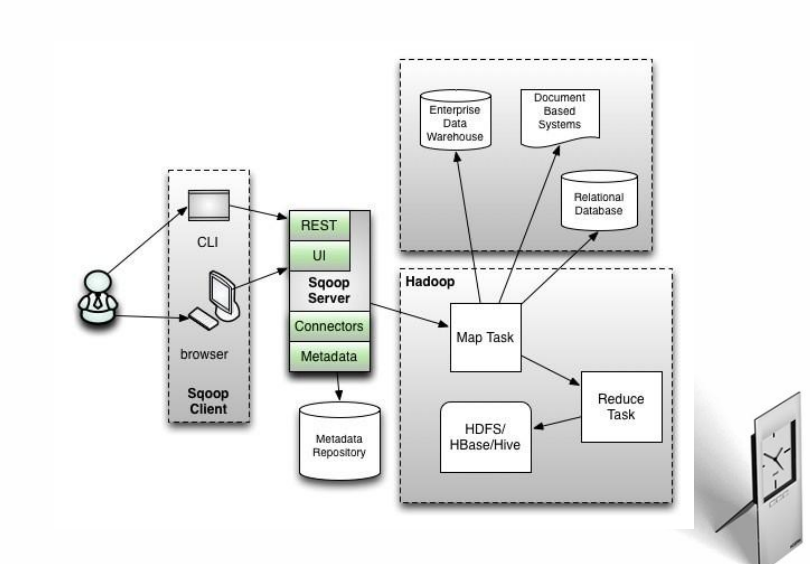 Enterprise
Data
Warehouse
Document
Based
Systems
Relational
Database
CLI
browser
Sqoop
Client
REST
UI
Sqoop
Server
Connectors
Metadata
Metadata
Repository
Hadoop
Map Task
Reduce
Task
HDFS/
HBase/Hive